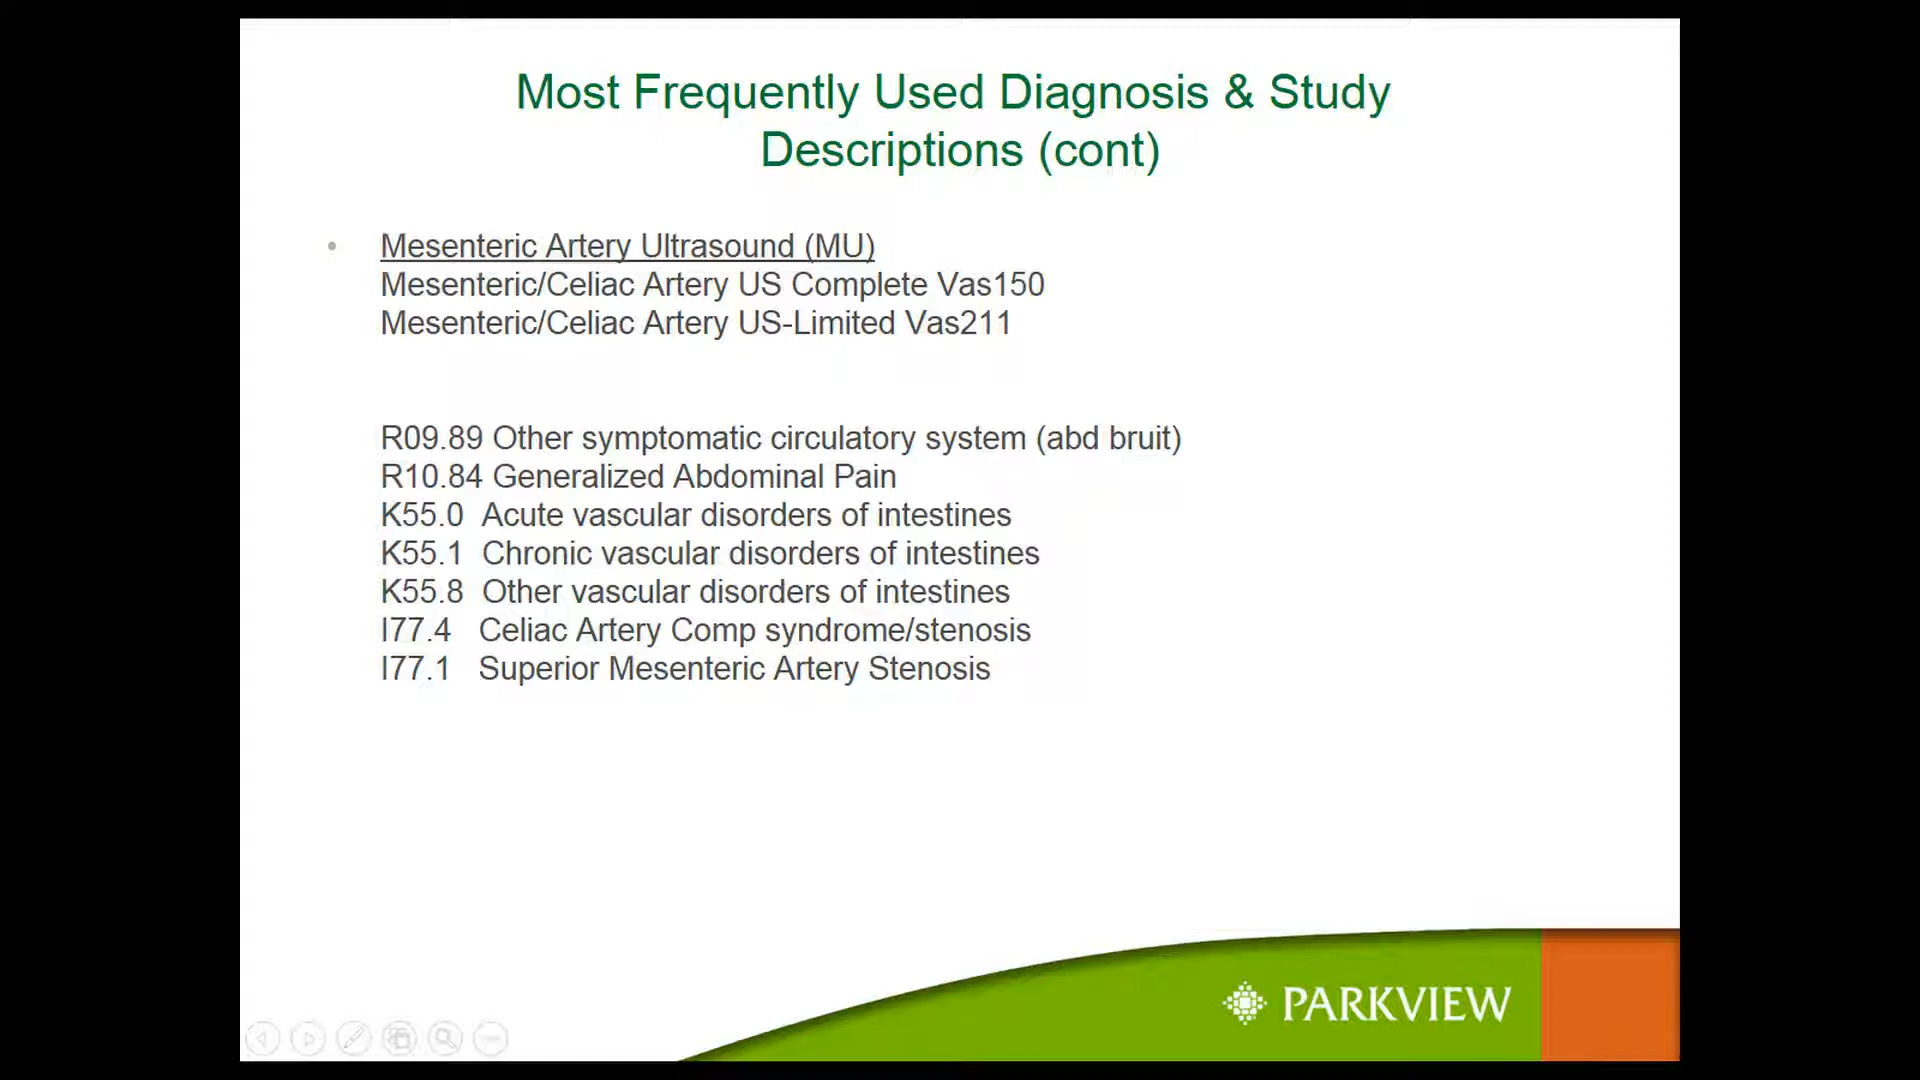 Most Frequently Used Diagnosis & Study
Descriptions (cont)
• Mesenteric Artery Ultrasound (MU)
Mesenteric/Celiac Artery US Complete Vas150
Mesenteric/Celiac Artery US-Limited Vas211
R09.89 Other symptomatic circulatory system (abd bruit)
R10.84 Generalized Abdominal Pain
K55.0 Acute vascular disorders of intestines
K55.1 Chronic vascular disorders of intestines
K55.8 Other vascular disorders of intestines
I77.4 Celiac Artery Comp syndrome/stenosis
I77.1 Superior Mesenteric Artery Stenosis
PARKVIEW